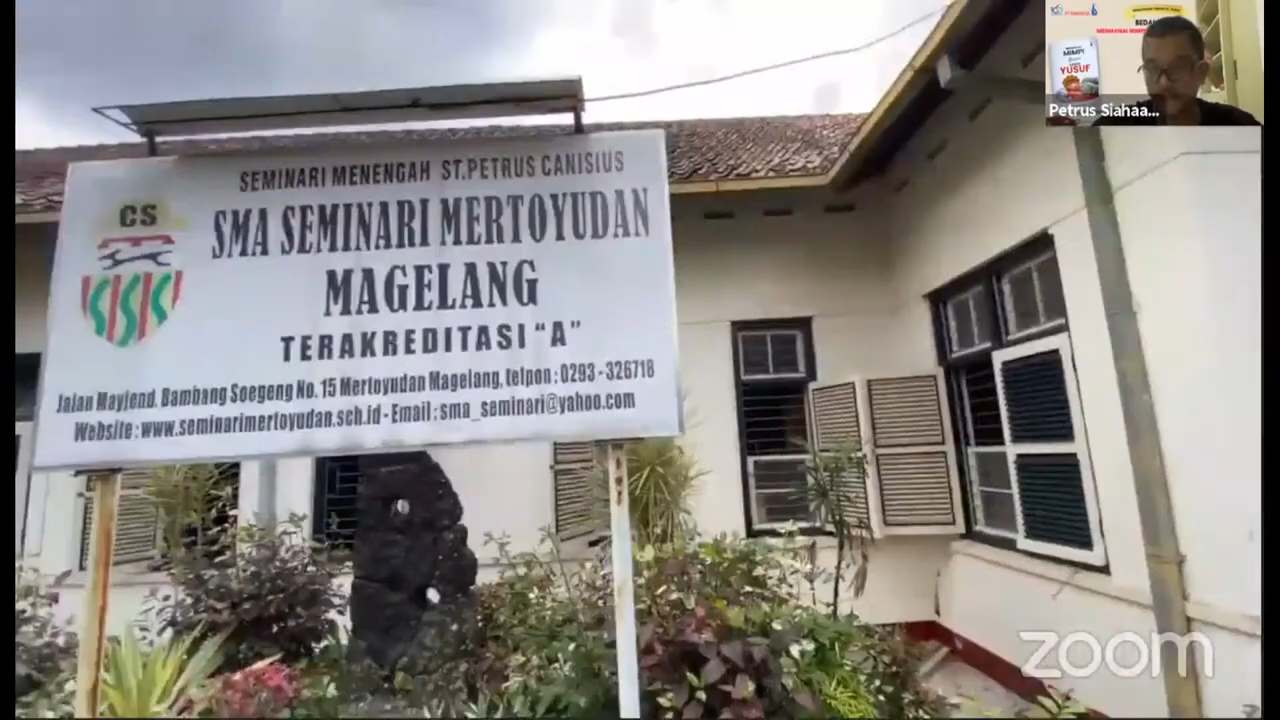 SEMINARI MENENGAH ST.PETRUS CANISIUS
CS
SMA SEMINARI MERTOYUDAN
MAGELANG
TERAKREDITASI "A"
Jalan Mayjend. Bambang Soegeng No. 15 Mertoyudan Magelang, telpon : 0293 - 326718
Website : www.seminarimertoyudan.sch.id - Email : sma_seminari@yahoo.com
MIMPI
YUSUF
Petrus Siahaa...
zoom